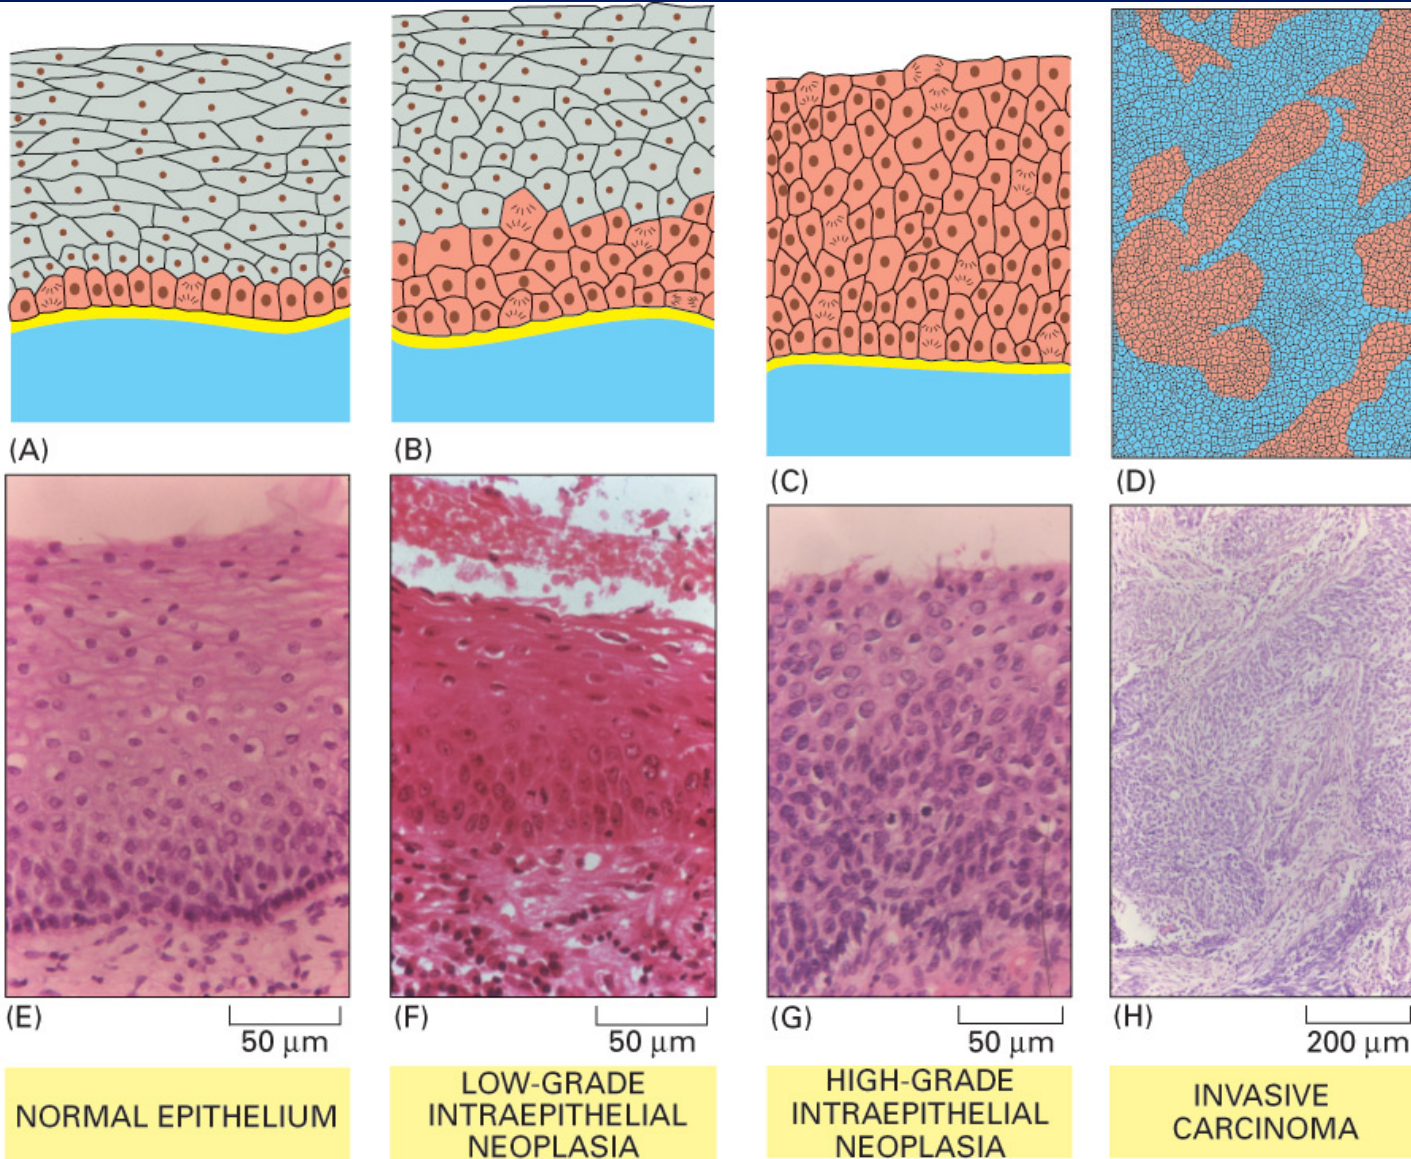 (A)
(B)
(C)
(D)
(E)
50 μm
(F)
50 μm
(G)
50 μm
(H)
200 μm
NORMAL EPITHELIUM
LOW-GRADE
INTRAEPITHELIAL
NEOPLASIA
HIGH-GRADE
INTRAEPITHELIAL
NEOPLASIA
INVASIVE
CARCINOMA